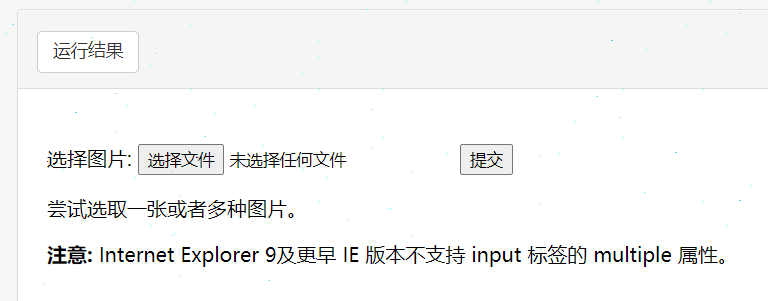 运行结果
选择图片: 选择文件 未选择任何文件 提交
尝试选取一张或者多种图片。
注意: Internet Explorer 9及更早 IE 版本不支持 input 标签的 multiple 属性。